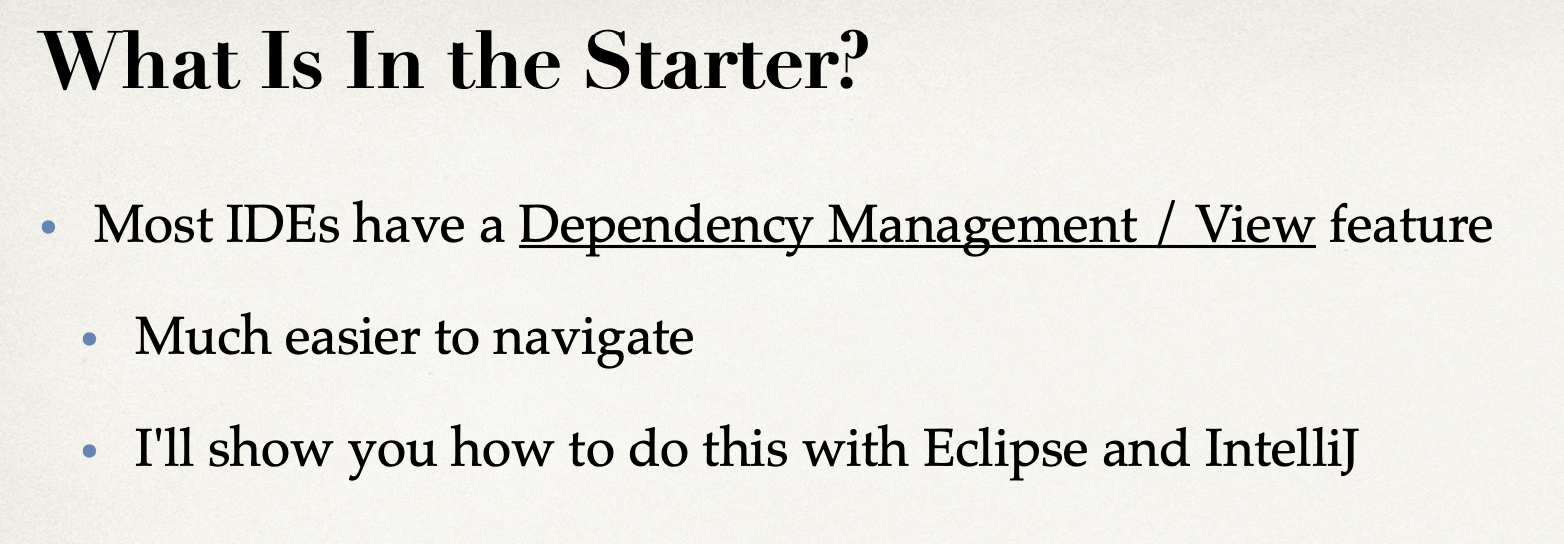 What Is In the Starter?
• Most IDEs have a Dependency Management / View feature
• Much easier to navigate
• I'll show you how to do this with Eclipse and IntelliJ